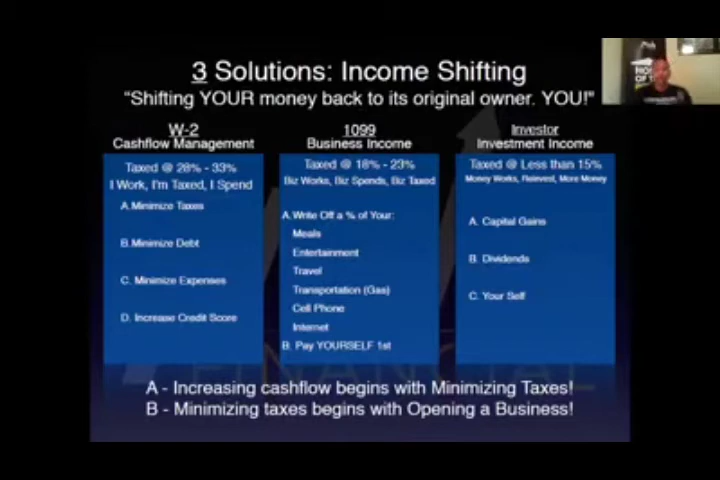 3 Solutions: Income Shifting
"Shifting YOUR money back to its original owner. YOU!"
W-2
Cashflow Management
Taxed @ 28% - 33%
I Work, I'm Taxed, I Spend
A. Minimize Taxes
B. Minimize Debt
C. Minimize Expenses
D. Increase Credit Score
1099
Business Income
Taxed @ 18% - 23%
Biz Works, Biz Spends, Biz Taxed
A. Write Off a % of Your:
Meals
Entertainment
Travel
Transportation (Gas)
Cell Phone
Internet
B. Pay YOURSELF 1st
Investor
Investment Income
Taxed @ Less than 15%
Money Works, Reinvest, More Money
A. Capital Gains
B. Dividends
C. Your Self
FINANCIAL
A - Increasing cashflow begins with Minimizing Taxes!
B - Minimizing taxes begins with Opening a Business!